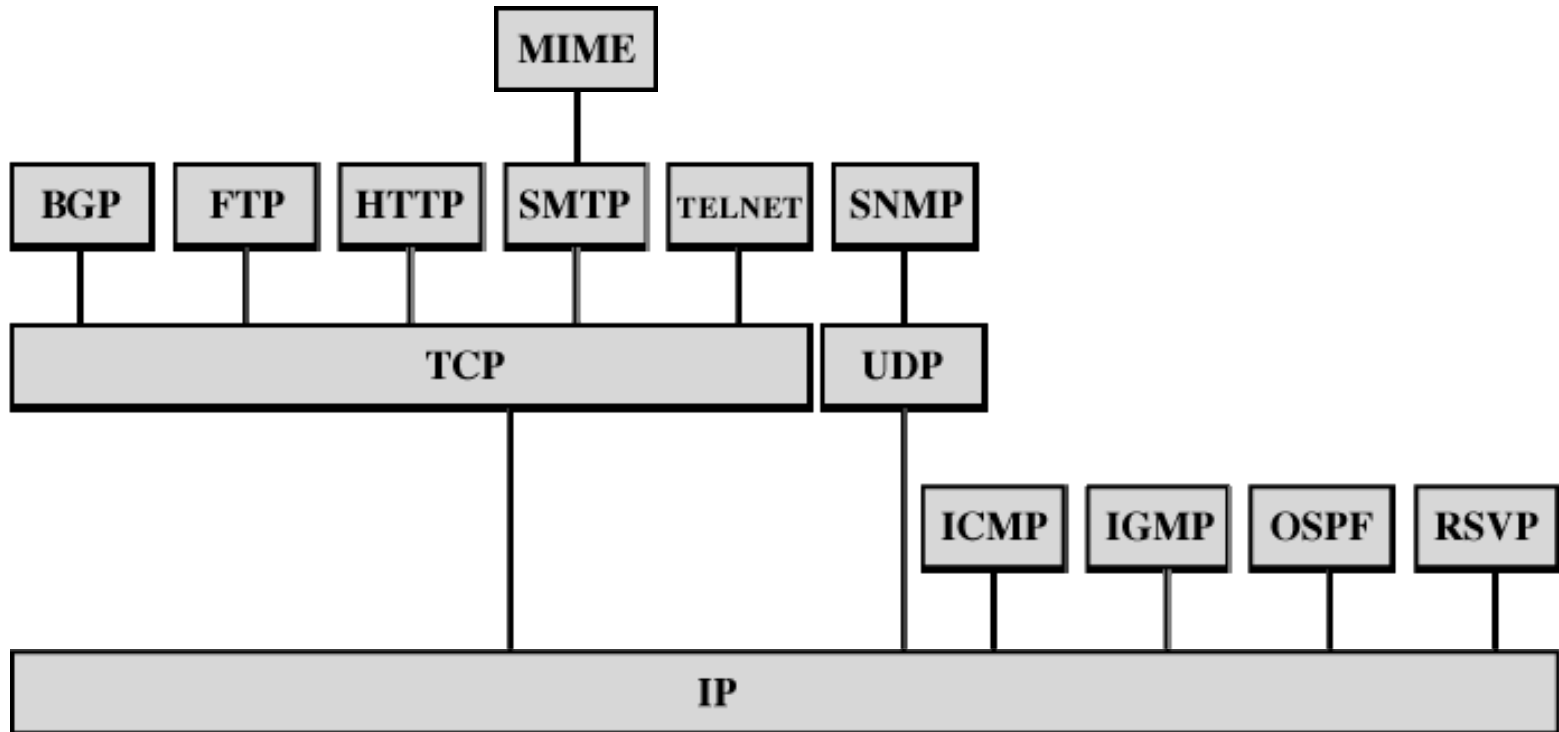 MIME
BGP FTP HTTP SMTP TELNET SNMP
TCP UDP
ICMP IGMP OSPF RSVP
IP